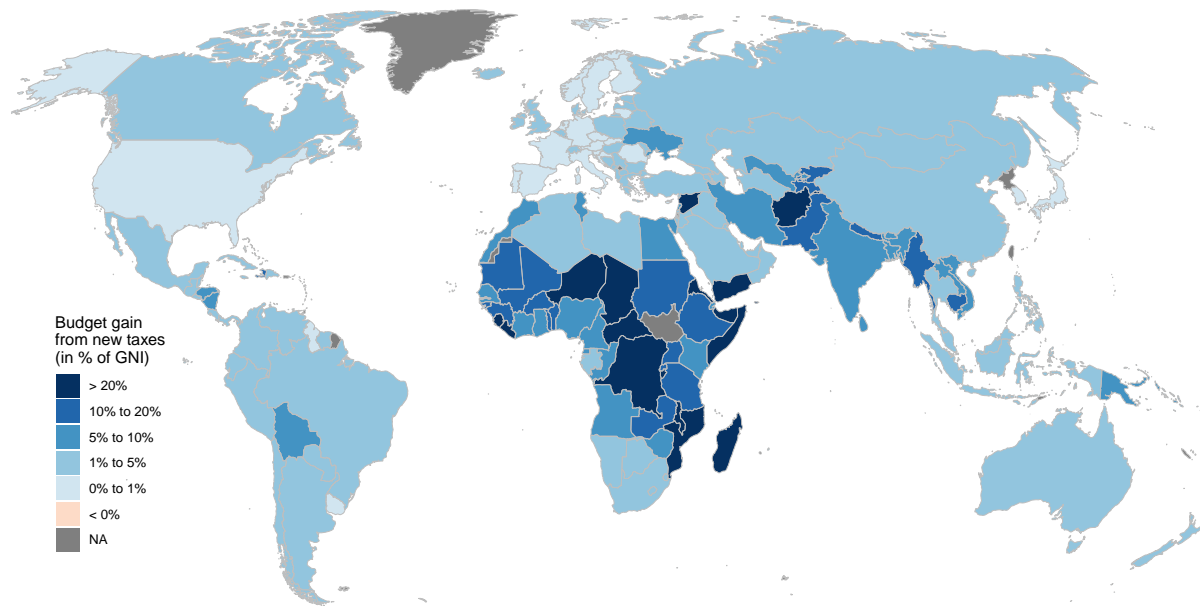 Budget gain
from new taxes
(in % of GNI)
> 20%
10% to 20%
5% to 10%
1% to 5%
0% to 1%
< 0%
NA